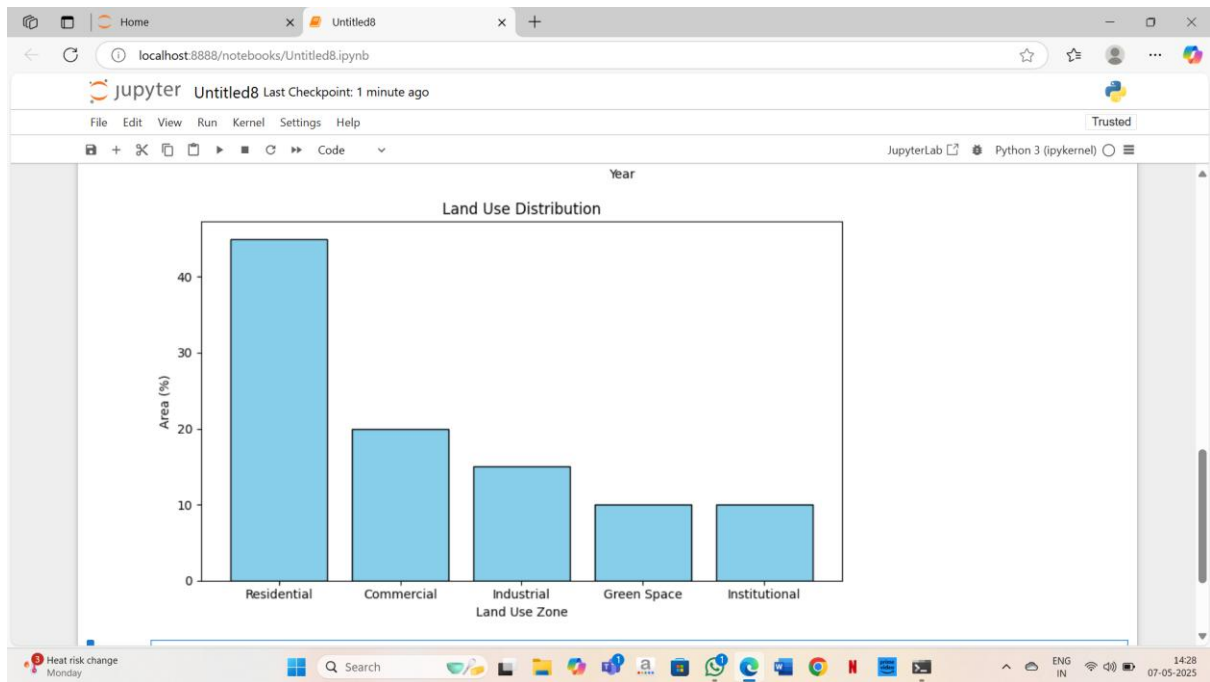 Home
Untitled8
localhost:8888/notebooks/Untitled8.ipynb
jupyter Untitled8 Last Checkpoint: 1 minute ago
File Edit View Run Kernel Settings Help
Trusted
Code
JupyterLab
Python 3 (ipykernel)
Year
Land Use Distribution
40
30
20
10
0
Area (%)
Residential Commercial Industrial Green Space Institutional
Land Use Zone
3
Heat risk change
Monday
Search
1
a
1
W
N
ENG
IN
14:28
07-05-2025